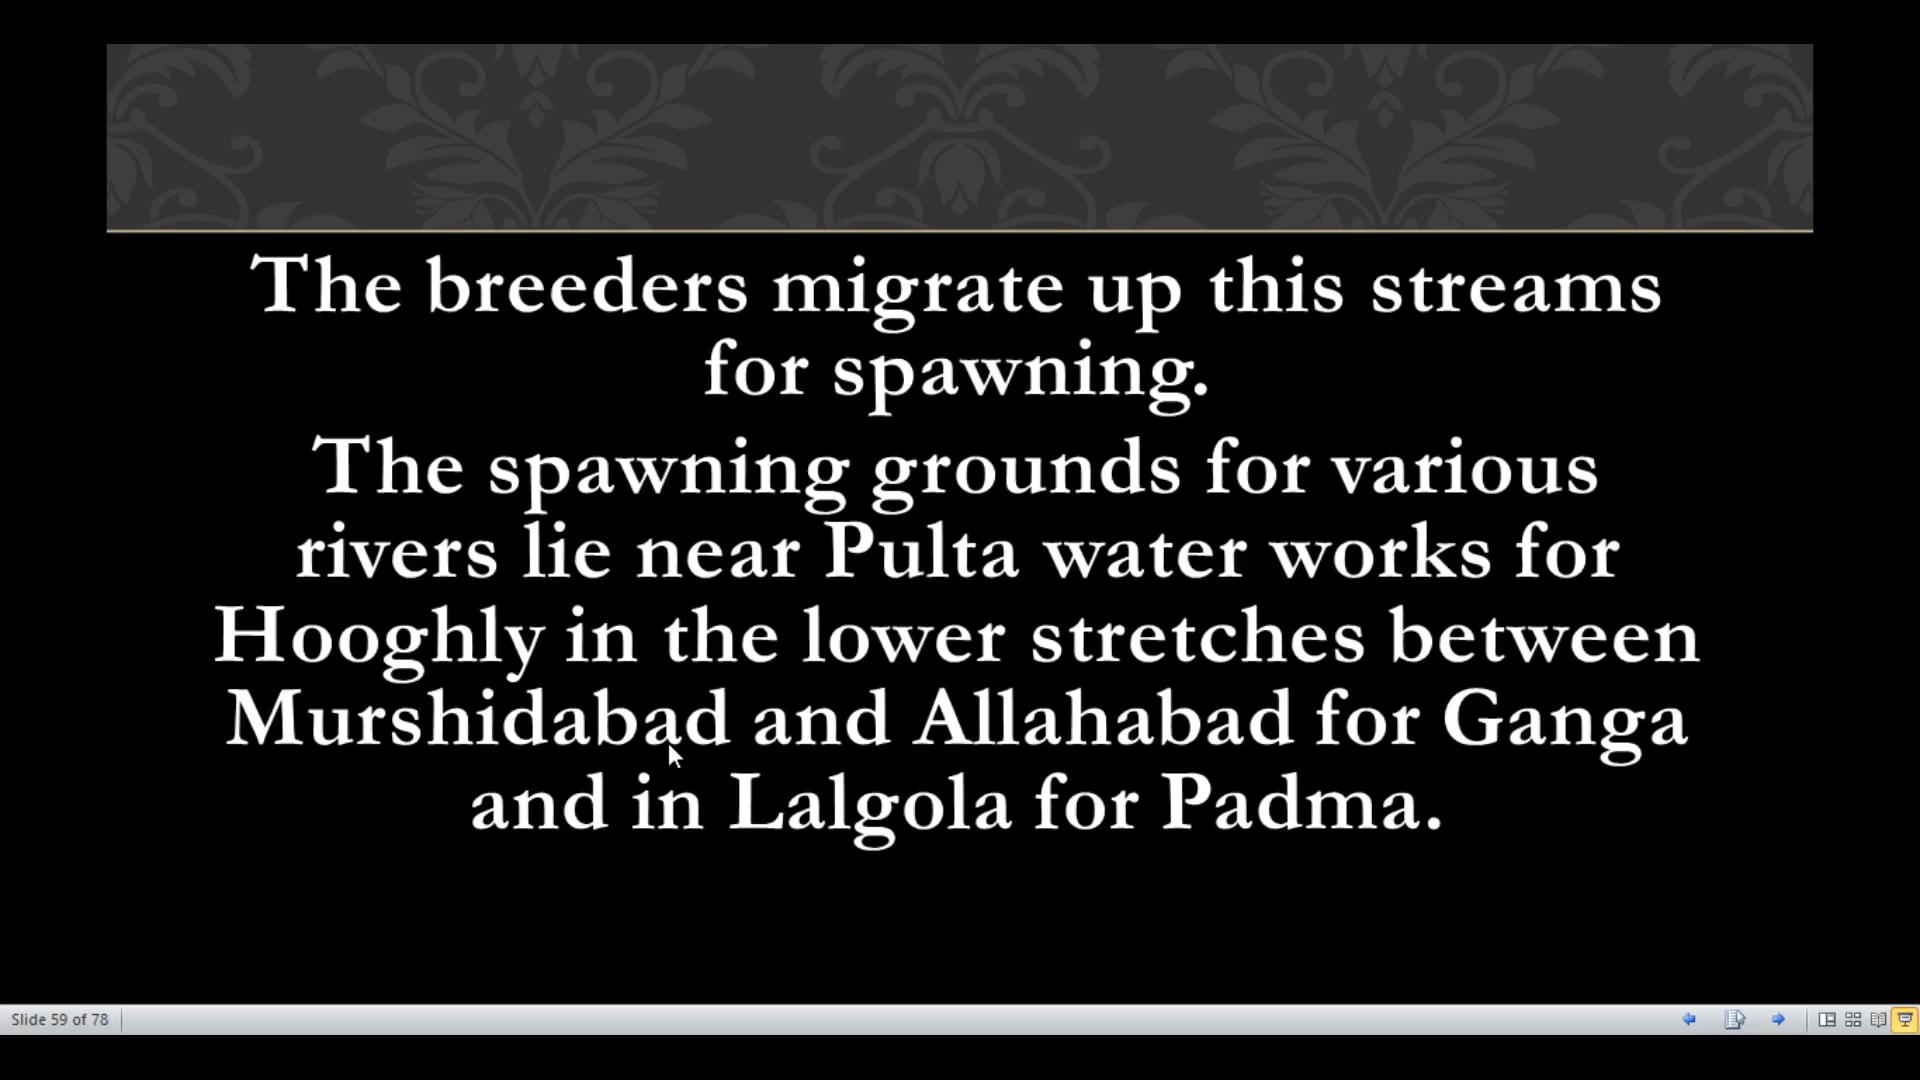 The breeders migrate up this streams
for spawning.
The spawning grounds for various
rivers lie near Pulta water works for
Hooghly in the lower stretches between
Murshidabad and Allahabad for Ganga
and in Lalgola for Padma.
Slide 59 of 78